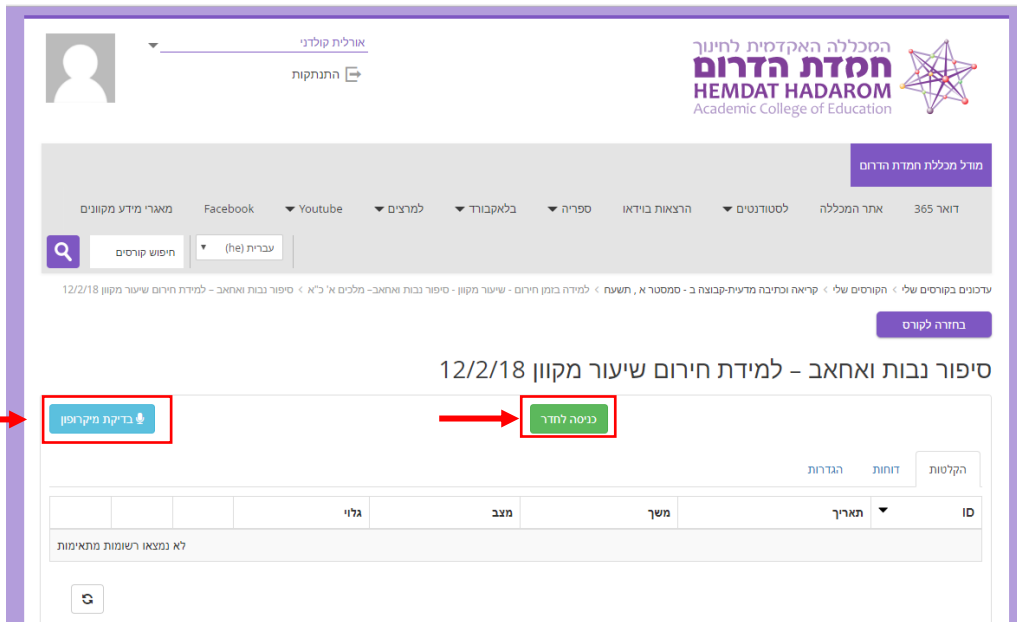 המכללה האקדמית לחינוך
חמדת הדרום
HEMDAT HADAROM
Academic College of Education
אורלית קולדני
התנתקות
מודל מכללת חמדת הדרום
דואר 365 אתר המכללה לסטודנטים הרצאות בוידאו ספריה בלאקבורד למרצים Youtube Facebook מאגרי מידע מקוונים
עברית (he) חיפוש קורסים
עדכונים בקורסים שלי > הקורסים שלי > קריאה וכתיבה מדעית-קבוצה ב - סמסטר א , תשעח > למידה בזמן חירום - שיעור מקוון - סיפור נבות ואחאב– מלכים א' כ"א > סיפור נבות ואחאב – למידת חירום שיעור מקוון 12/2/18
בחזרה לקורס
סיפור נבות ואחאב – למידת חירום שיעור מקוון 12/2/18
כניסה לחדר בדיקת מיקרופון
הקלטות דוחות הגדרות
ID תאריך משך מצב גלוי
לא נמצאו רשומות מתאימות